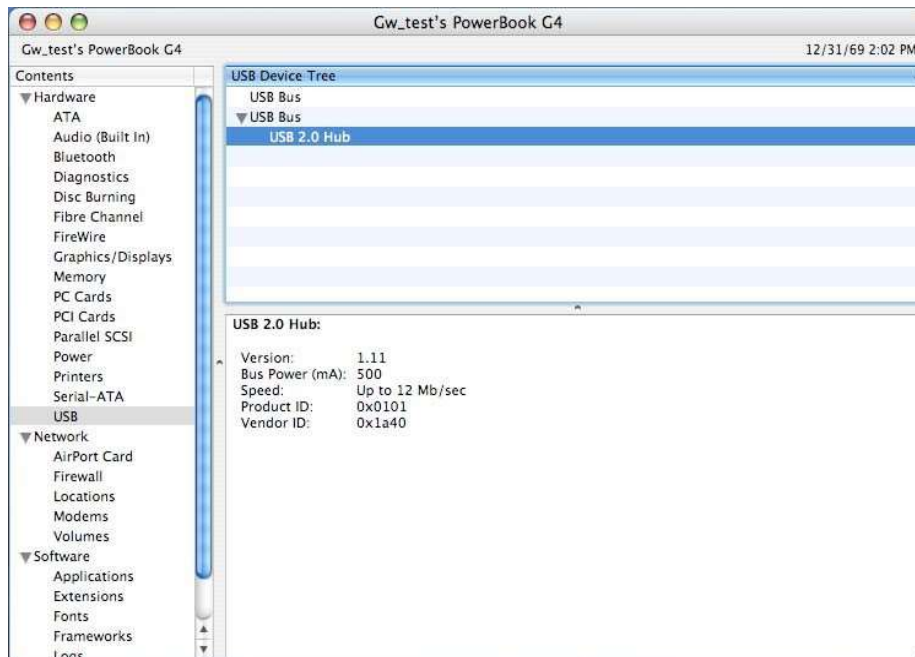 Gw_test's PowerBook G4
Gw_test's PowerBook G4
12/31/69 2:02 PM
Contents
Hardware
ATA
Audio (Built In)
Bluetooth
Diagnostics
Disc Burning
Fibre Channel
FireWire
Graphics/Displays
Memory
PC Cards
PCI Cards
Parallel SCSI
Power
Printers
Serial-ATA
USB
Network
AirPort Card
Firewall
Locations
Modems
Volumes
Software
Applications
Extensions
Fonts
Frameworks
Logs
USB Device Tree
USB Bus
USB Bus
USB 2.0 Hub
USB 2.0 Hub:
Version: 1.11
Bus Power (mA): 500
Speed: Up to 12 Mb/sec
Product ID: 0x0101
Vendor ID: 0x1a40